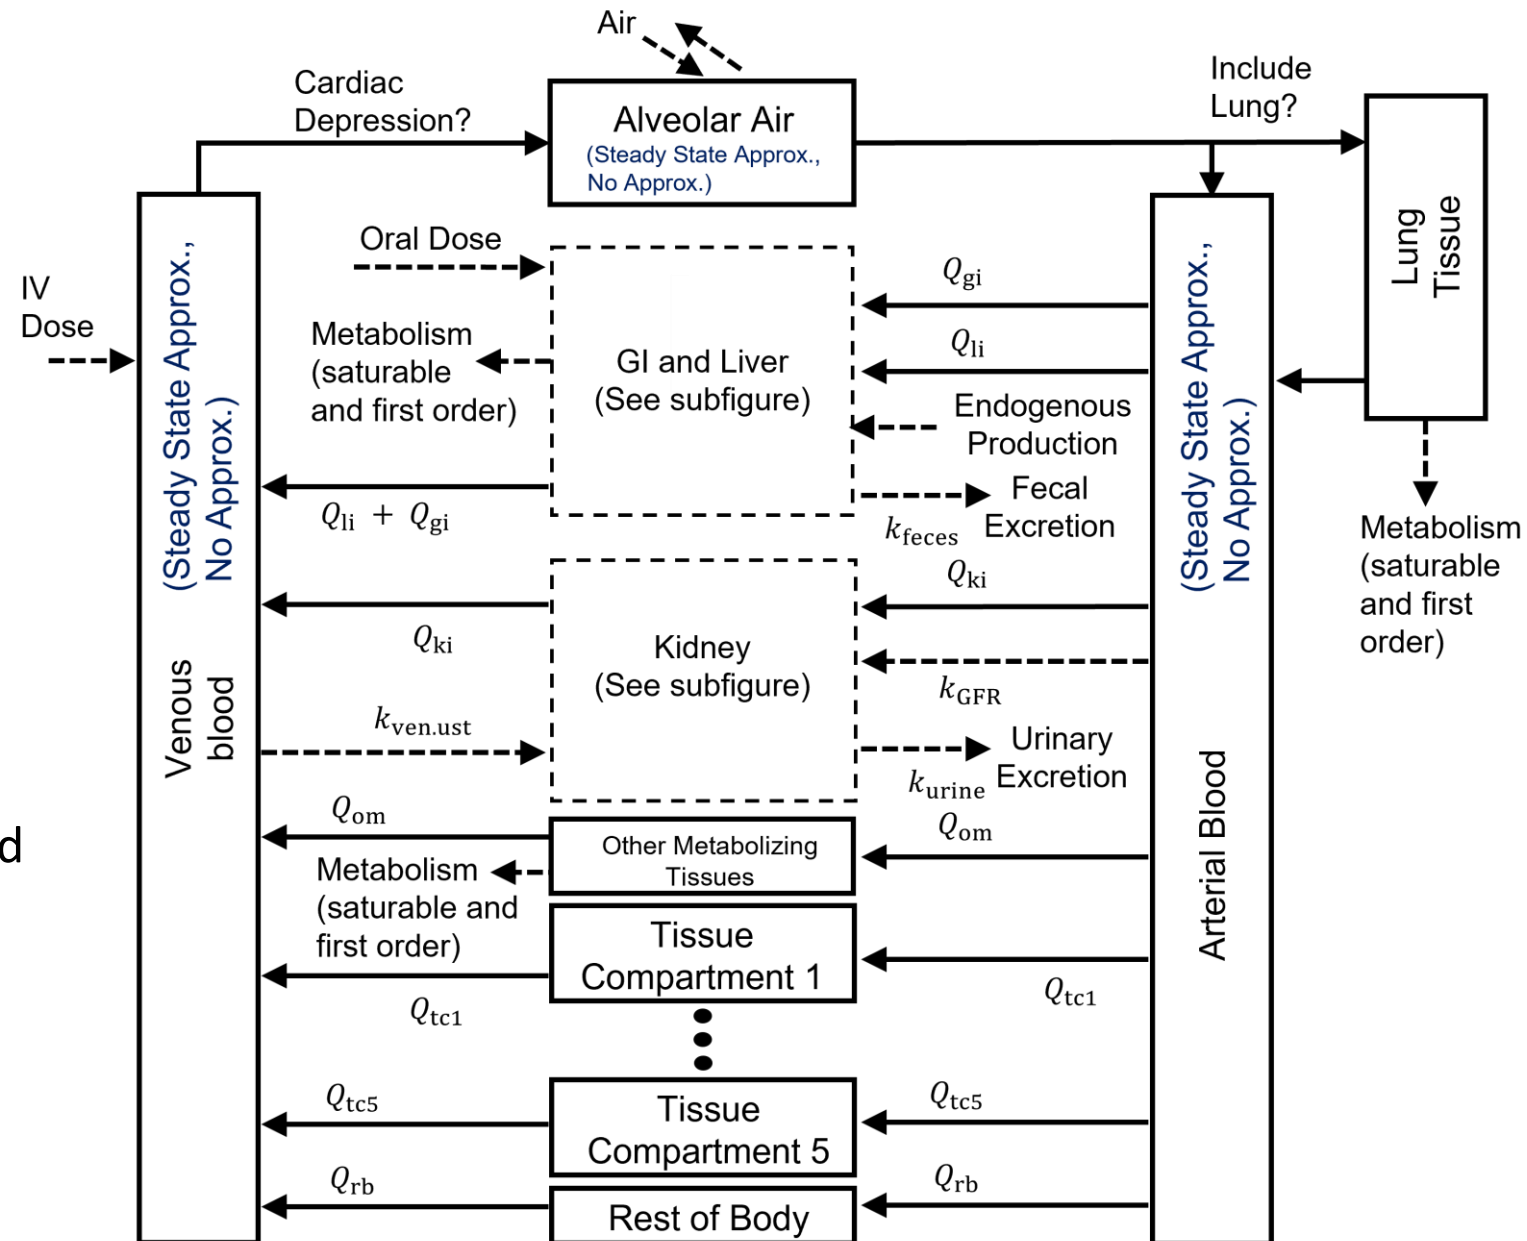 Air
Cardiac
Depression?
Include
Lung?
Alveolar Air
(Steady State Approx.,
No Approx.)
Lung
Tissue
Oral Dose
IV
Dose
Q_gi
Metabolism
(saturable
and first order)
GI and Liver
(See subfigure)
Q_li
Endogenous
Production
Q_li + Q_gi
Fecal
Excretion
k_feces
Venous
blood
(Steady State Approx.,
No Approx.)
Arterial Blood
(Steady State Approx.,
No Approx.)
Metabolism
(saturable
and first
order)
Q_ki
Q_ki
Kidney
(See subfigure)
k_GFR
k_ven.ust
Urinary
Excretion
k_urine
Q_om
Q_om
d
Other Metabolizing
Tissues
Metabolism
(saturable and
first order)
Tissue
Compartment 1
Q_tc1
Q_tc1
Q_tc5
Tissue
Compartment 5
Q_tc5
Q_rb
Rest of Body
Q_rb